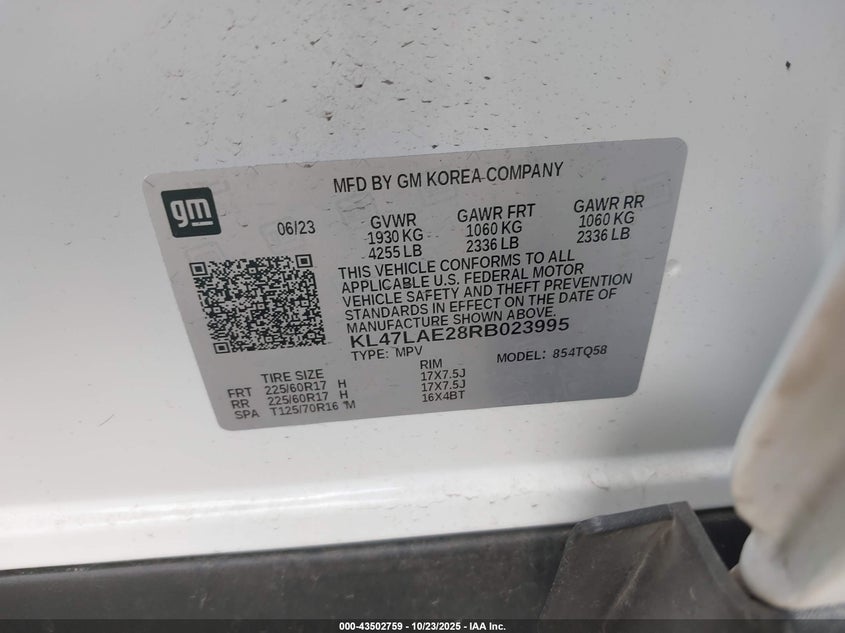 MFD BY GM KOREA COMPANY
gm
06/23
GVWR GAWR FRT GAWR RR
1930 KG 1060 KG 1060 KG
4255 LB 2336 LB 2336 LB
THIS VEHICLE CONFORMS TO ALL
APPLICABLE U.S. FEDERAL MOTOR
VEHICLE SAFETY AND THEFT PREVENTION
STANDARDS IN EFFECT ON THE DATE OF
MANUFACTURE SHOWN ABOVE.
KL47LAE28RB023995
TYPE: MPV MODEL: 854TQ58
TIRE SIZE RIM
FRT 225/60R17 H 17X7.5J
RR 225/60R17 H 17X7.5J
SPA T125/70R16 *M 16X4BT
000-43502759 - 10/23/2025 - IAA Inc.